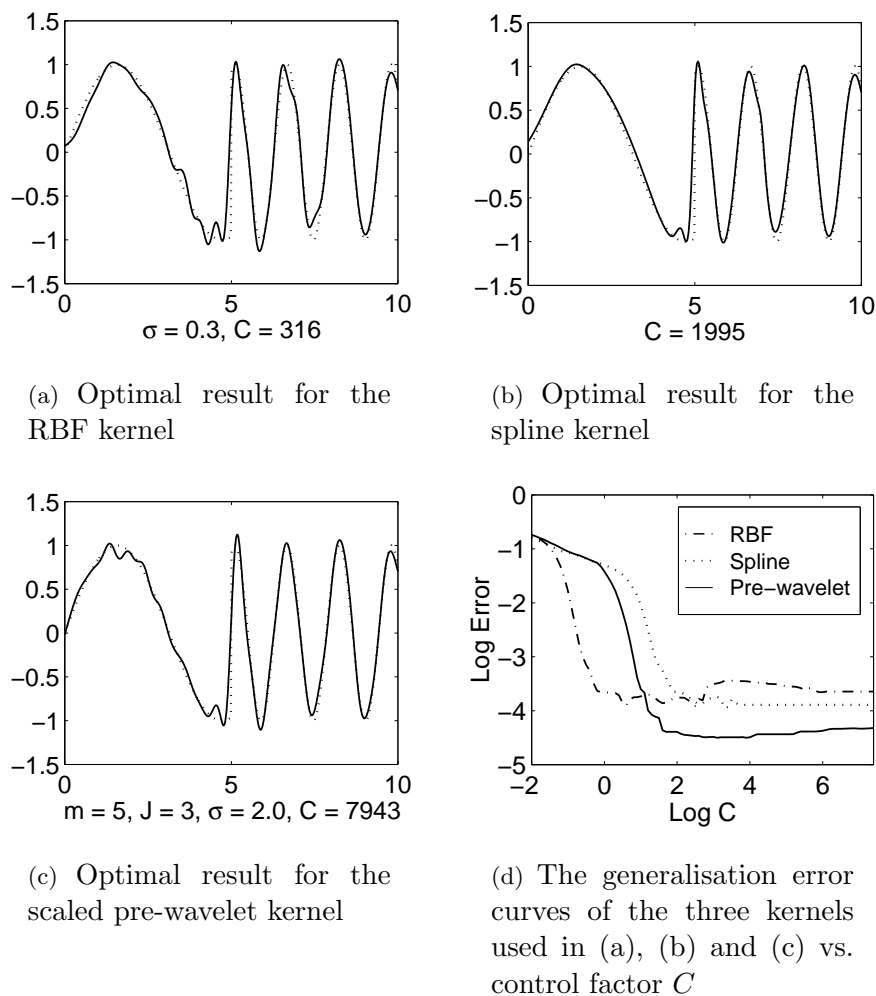 1.5
1
0.5
0
−0.5
−1
−1.5
0 5 10
σ = 0.3, C = 316
(a) Optimal result for the
RBF kernel
1.5
1
0.5
0
−0.5
−1
−1.5
0 5 10
C = 1995
(b) Optimal result for the
spline kernel
1.5
1
0.5
0
−0.5
−1
−1.5
0 5 10
m = 5, J = 3, σ = 2.0, C = 7943
(c) Optimal result for the
scaled pre-wavelet kernel
0
−1
−2
−3
−4
−5
Log Error
RBF
Spline
Pre−wavelet
−2 0 2 4 6
Log C
(d) The generalisation error
curves of the three kernels
used in (a), (b) and (c) vs.
control factor C